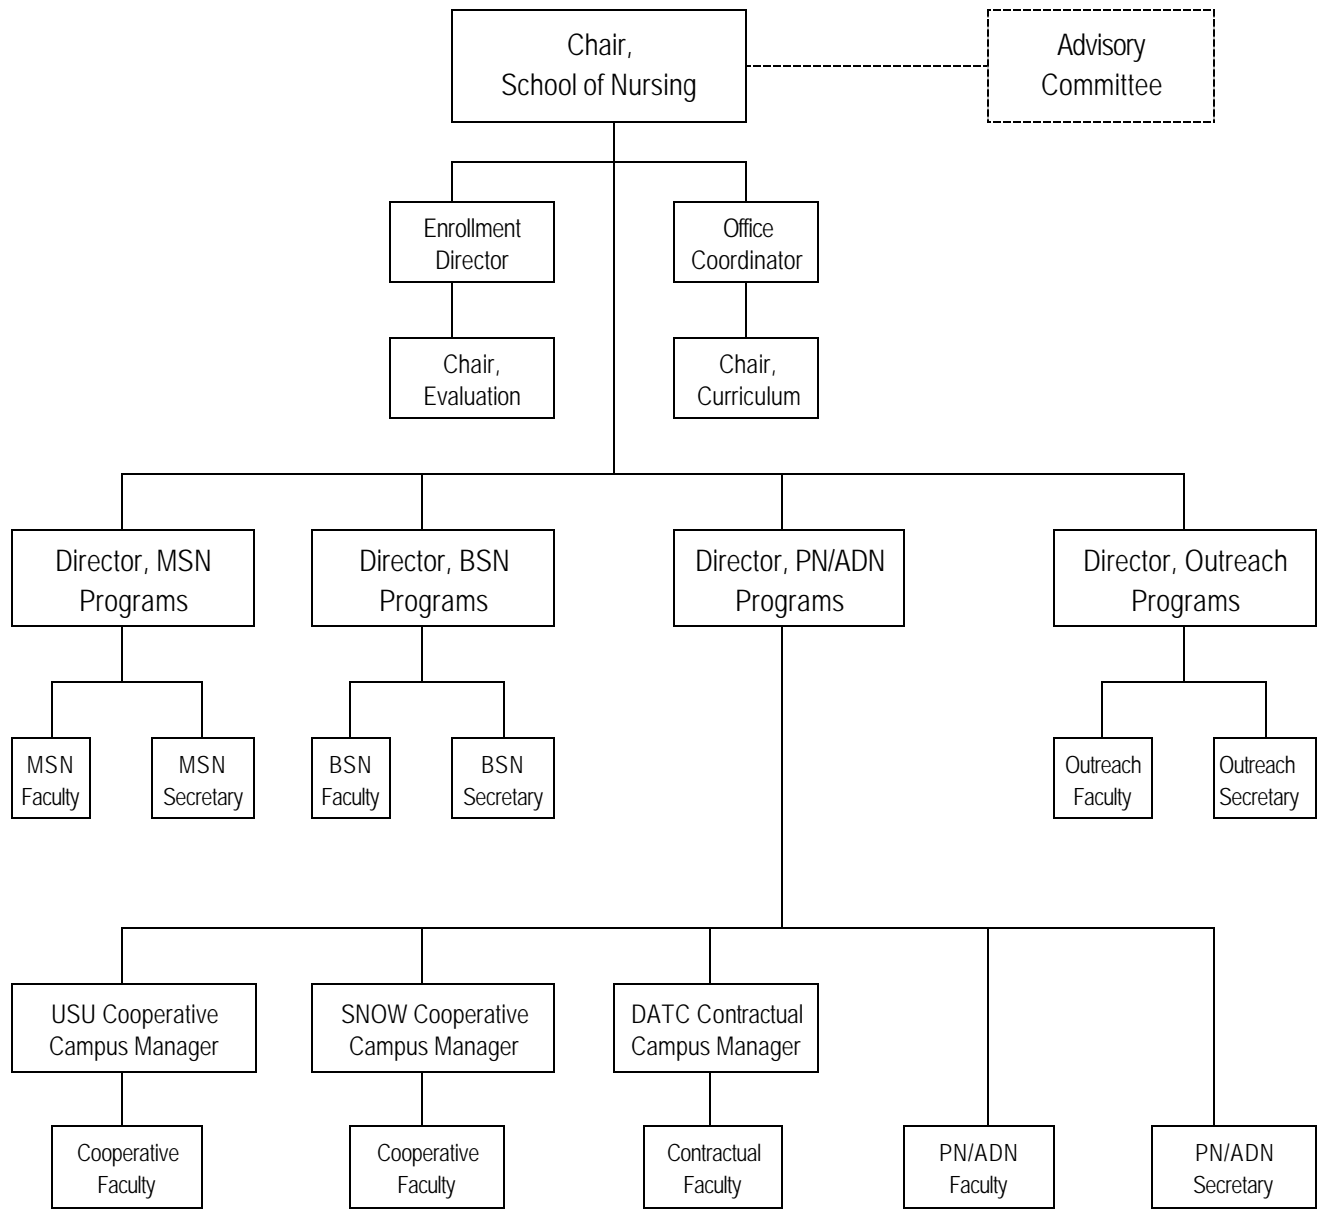 Chair,
School of Nursing
Advisory
Committee
Enrollment
Director
Office
Coordinator
Chair,
Evaluation
Chair,
Curriculum
Director, MSN
Programs
Director, BSN
Programs
Director, PN/ADN
Programs
Director, Outreach
Programs
MSN
Faculty
MSN
Secretary
BSN
Faculty
BSN
Secretary
Outreach
Faculty
Outreach
Secretary
USU Cooperative
Campus Manager
SNOW Cooperative
Campus Manager
DATC Contractual
Campus Manager
Cooperative
Faculty
Cooperative
Faculty
Contractual
Faculty
PN/ADN
Faculty
PN/ADN
Secretary